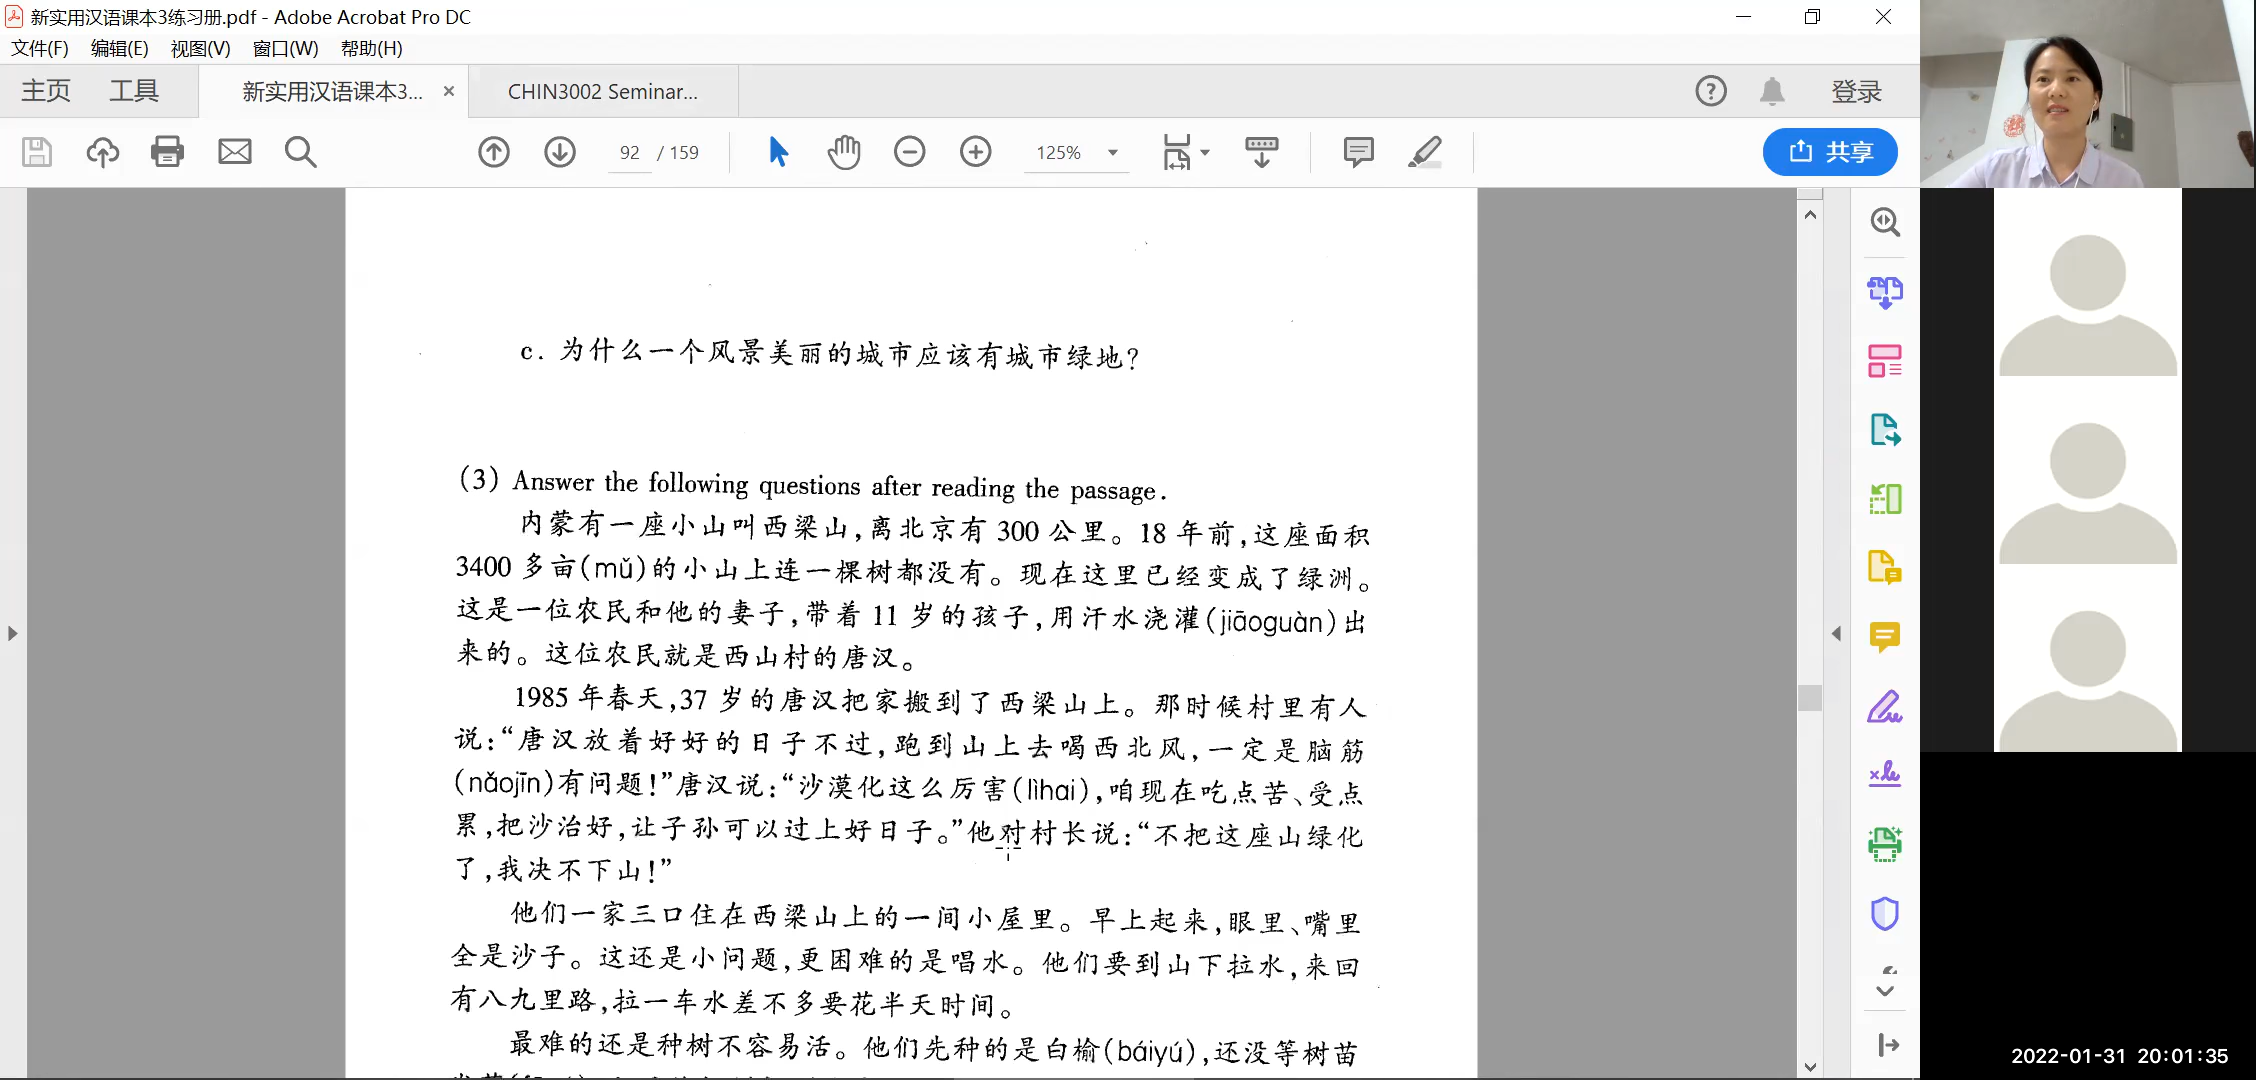 新实用汉语课本3练习册.pdf - Adobe Acrobat Pro DC
文件(F) 编辑(E) 视图(V) 窗口(W) 帮助(H)
主页 工具 新实用汉语课本3... × CHIN3002 Seminar... 登录
92 / 159 125% 共享
c. 为什么一个风景美丽的城市应该有城市绿地?
(3) Answer the following questions after reading the passage.
内蒙有一座小山叫西梁山,离北京有 300 公里。18 年前,这座面积
3400 多亩(mǔ)的小山上连一棵树都没有。现在这里已经变成了绿洲。
这是一位农民和他的妻子,带着 11 岁的孩子,用汗水浇灌(jiāoguàn)出
来的。这位农民就是西山村的唐汉。
1985 年春天,37 岁的唐汉把家搬到了西梁山上。那时候村里有人
说:“唐汉放着好好的日子不过,跑到山上去喝西北风,一定是脑筋
(nǎojīn)有问题!”唐汉说:“沙漠化这么厉害(lìhai),咱现在吃点苦、受点
累,把沙治好,让子孙可以过上好日子。”他对村长说:“不把这座山绿化
了,我决不下山!”
他们一家三口住在西梁山上的一间小屋里。早上起来,眼里、嘴里
全是沙子。这还是小问题,更困难的是唱水。他们要到山下拉水,来回
有八九里路,拉一车水差不多要花半天时间。
最难的还是种树不容易活。他们先种的是白榆(báiyú),还没等树苗
2022-01-31 20:01:35